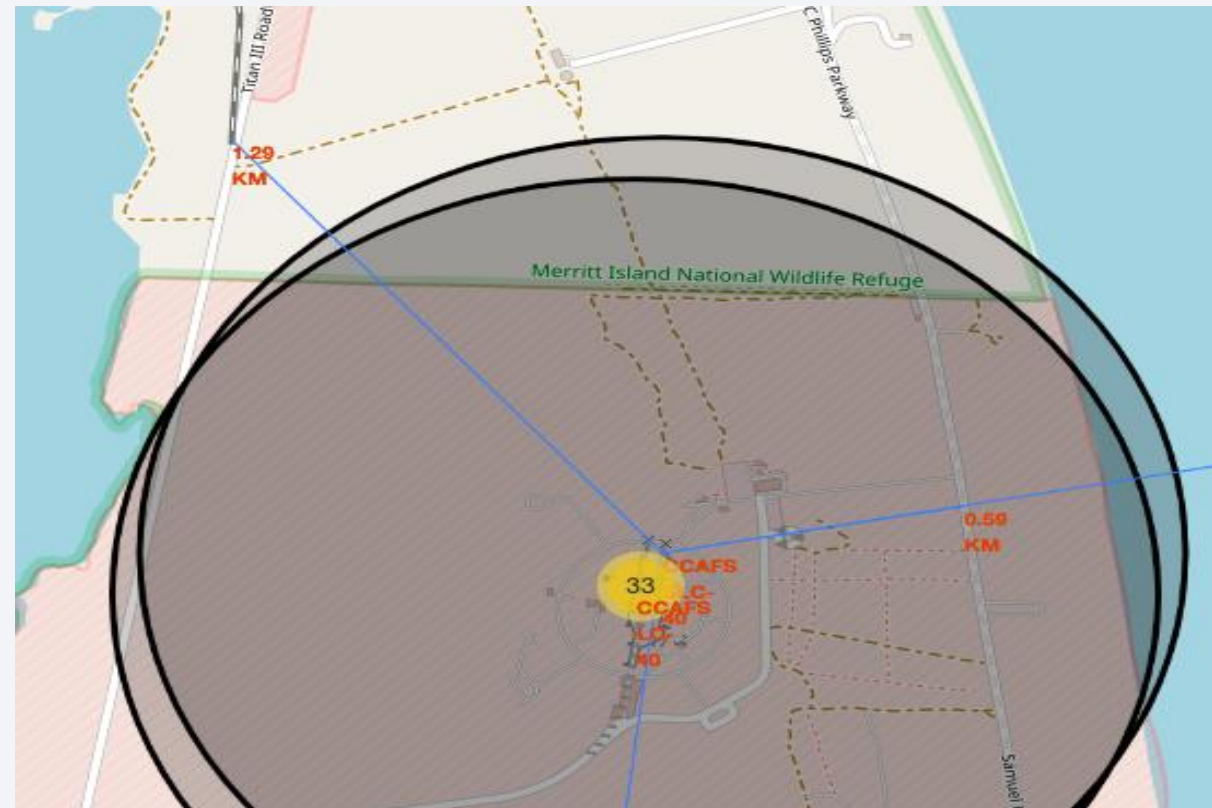 Titan III Road
C Phillips Parkway
1.29
KM
Merritt Island National Wildlife Refuge
0.59
KM
CCAFS
LC-
40
33
CCAFS
LC-
40
Samuel